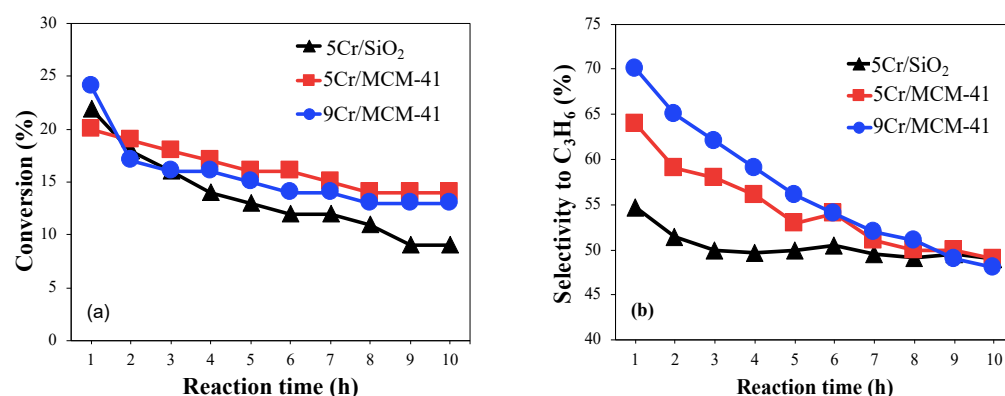 30
25
20
15
10
5
0
Conversion (%)
5Cr/SiO₂
5Cr/MCM-41
9Cr/MCM-41
(a)
1 2 3 4 5 6 7 8 9 10
Reaction time (h)
75
70
65
60
55
50
45
40
Selectivity to C₃H₆ (%)
5Cr/SiO₂
5Cr/MCM-41
9Cr/MCM-41
(b)
1 2 3 4 5 6 7 8 9 10
Reaction time (h)